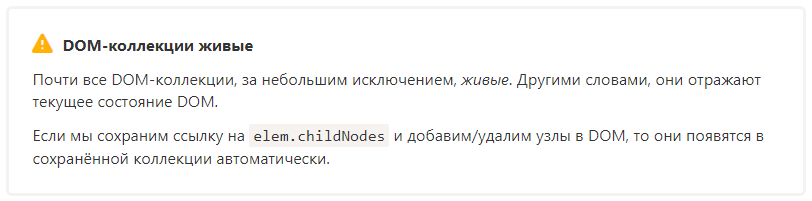 DOM-коллекции живые
Почти все DOM-коллекции, за небольшим исключением, живые. Другими словами, они отражают
текущее состояние DOM.
Если мы сохраним ссылку на elem.childNodes и добавим/удалим узлы в DOM, то они появятся в
сохранённой коллекции автоматически.